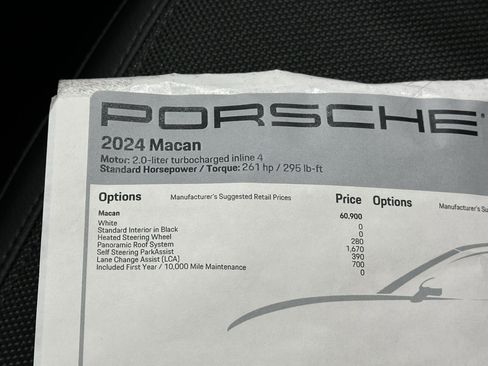 PORSCHE
2024 Macan
Motor: 2.0-liter turbocharged inline 4
Standard Horsepower / Torque: 261 hp / 295 lb-ft
Options Manufacturer's Suggested Retail Prices Price Options Manufacturer's Su
Macan 60,900
White 0
Standard Interior in Black 0
Heated Steering Wheel 280
Panoramic Roof System 1,670
Self Steering ParkAssist 390
Lane Change Assist (LCA) 700
Included First Year / 10,000 Mile Maintenance 0